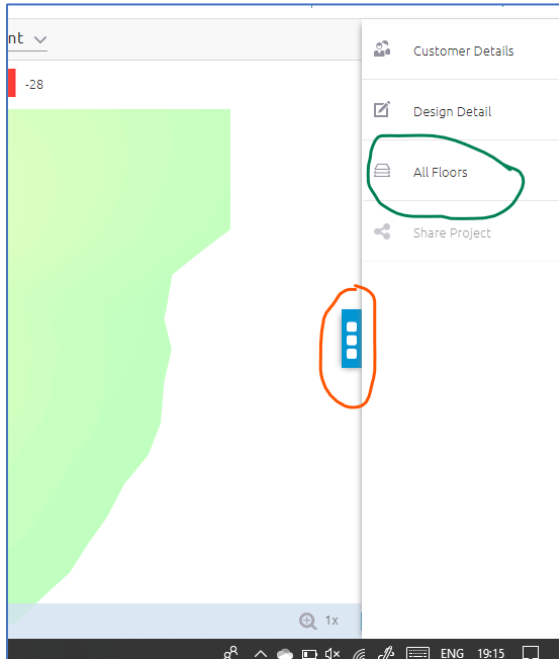 nt
-28
Customer Details
Design Detail
All Floors
Share Project
1x
ENG 19:15